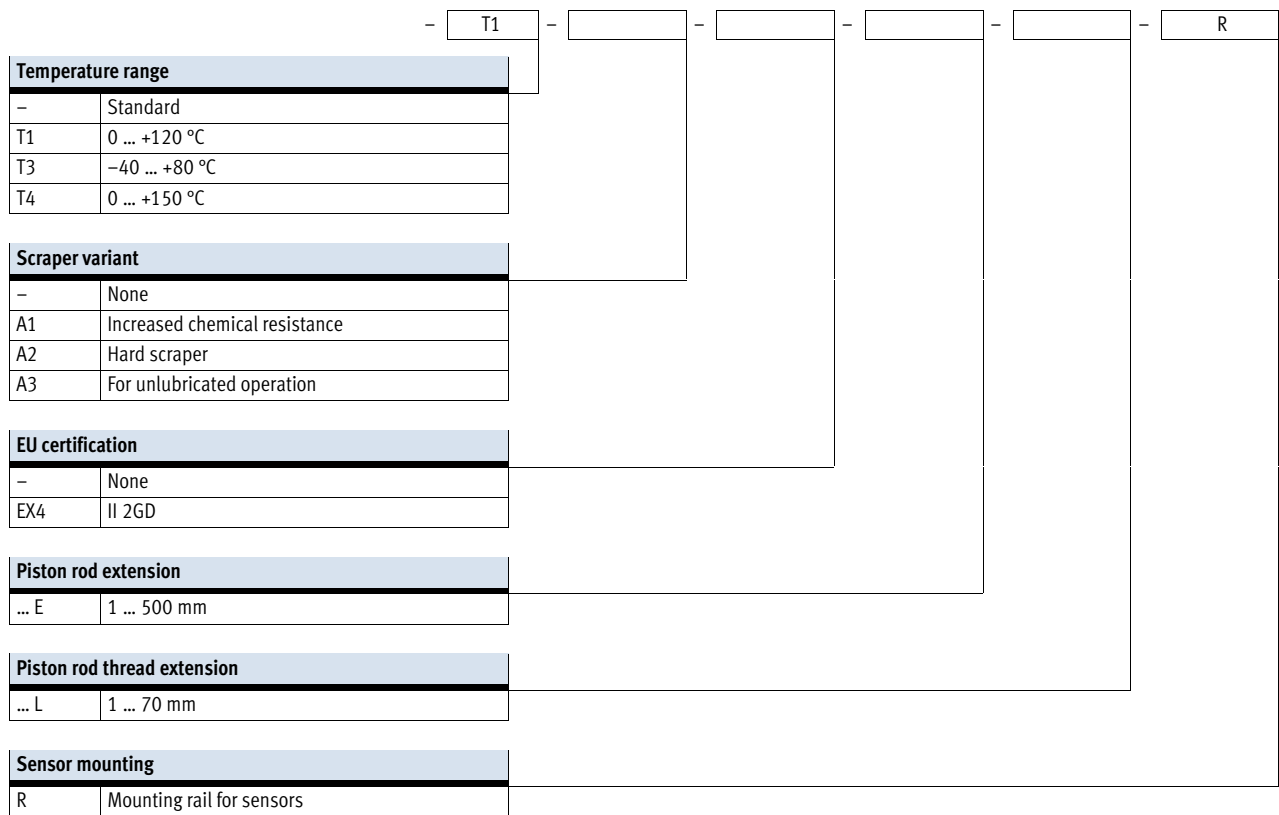 – T1 – – – – – R
Temperature range
– Standard
T1 0 ... +120 °C
T3 –40 ... +80 °C
T4 0 ... +150 °C
Scraper variant
– None
A1 Increased chemical resistance
A2 Hard scraper
A3 For unlubricated operation
EU certification
– None
EX4 II 2GD
Piston rod extension
... E 1 ... 500 mm
Piston rod thread extension
... L 1 ... 70 mm
Sensor mounting
R Mounting rail for sensors